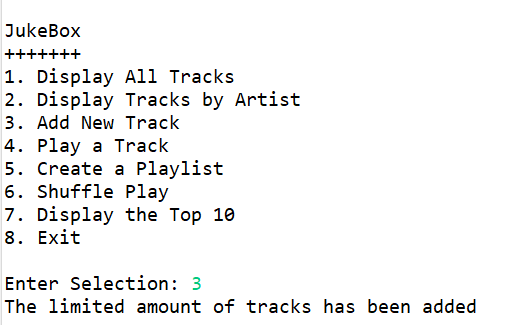 JukeBox
+++++++
1. Display All Tracks
2. Display Tracks by Artist
3. Add New Track
4. Play a Track
5. Create a Playlist
6. Shuffle Play
7. Display the Top 10
8. Exit
Enter Selection: 3
The limited amount of tracks has been added